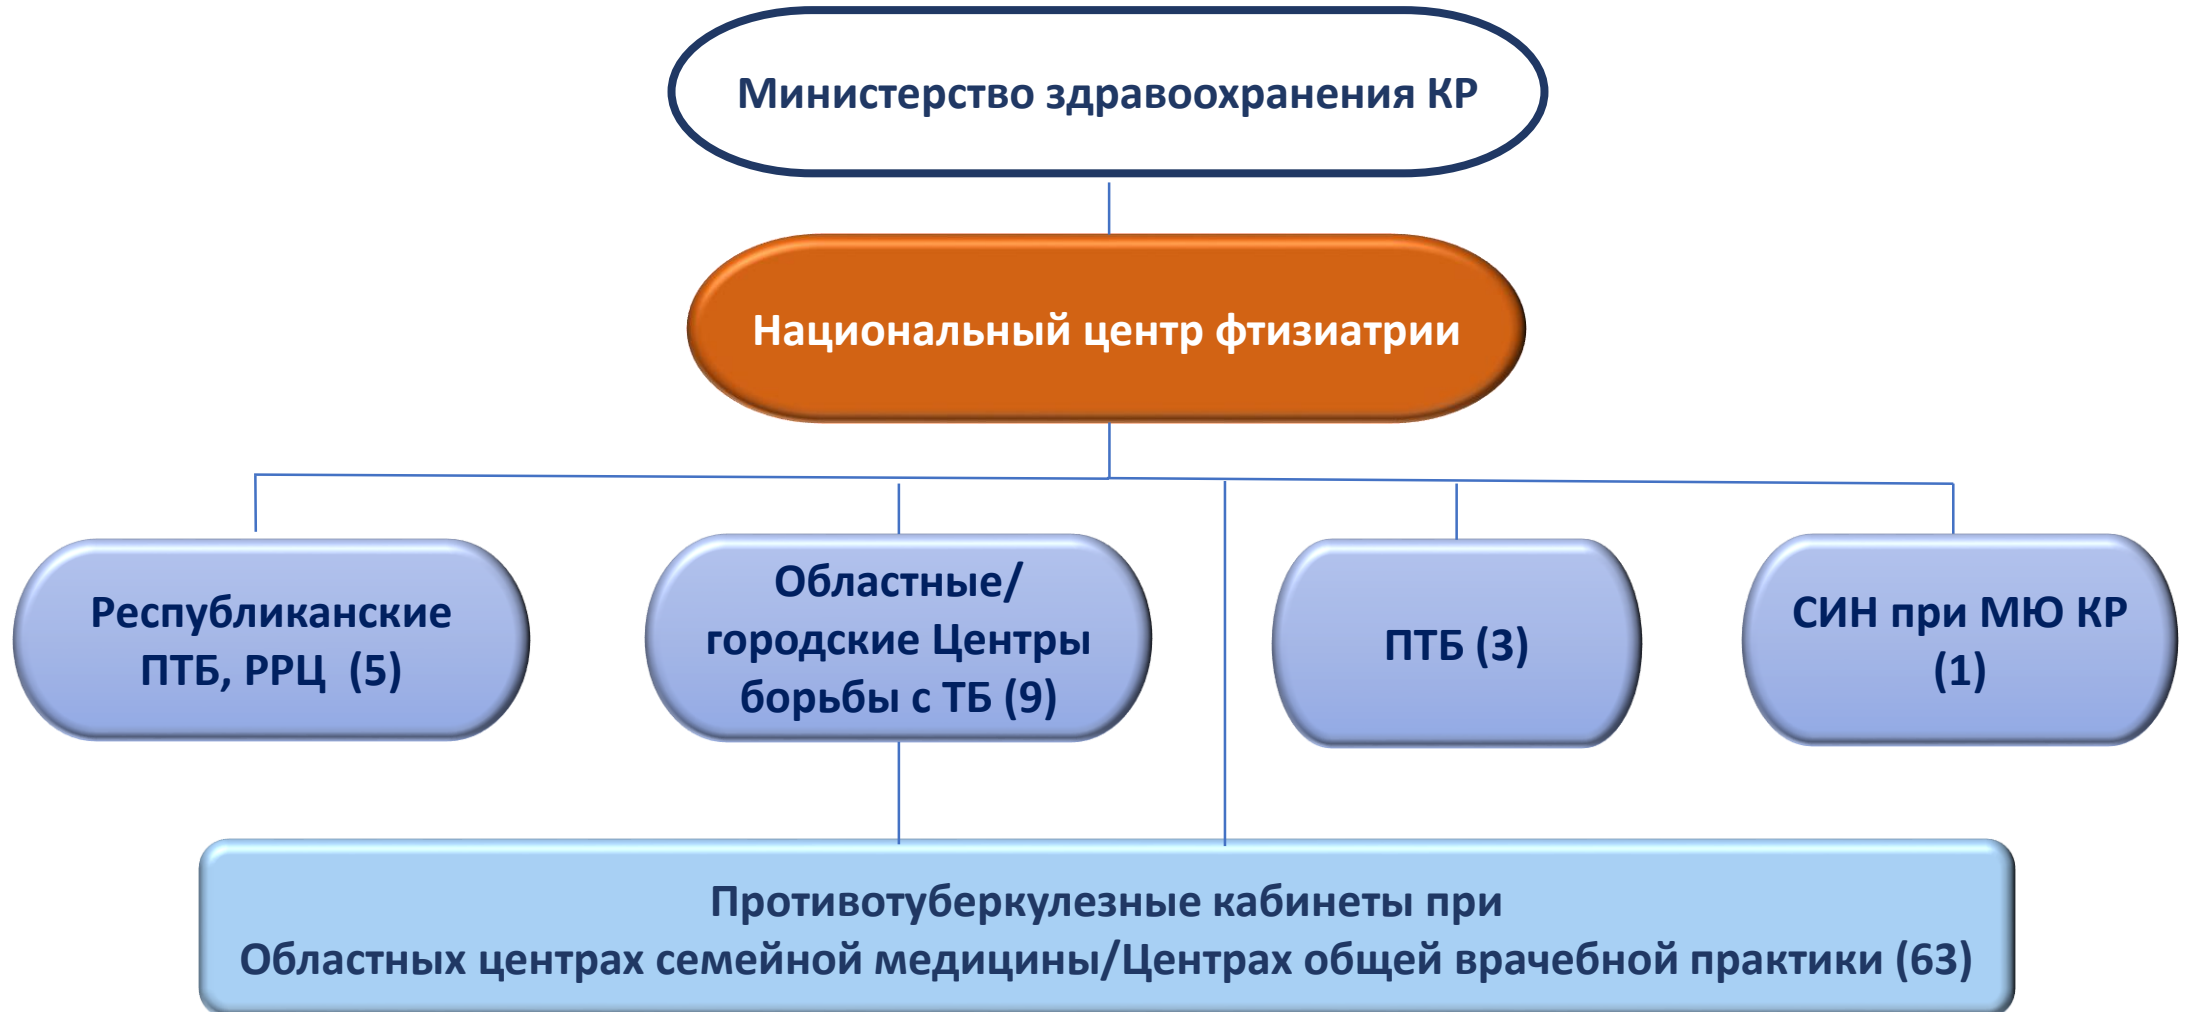 Министерство здравоохранения КР
Национальный центр фтизиатрии
Республиканские
ПТБ, РРЦ (5)
Областные/
городские Центры
борьбы с ТБ (9)
ПТБ (3)
СИН при МЮ КР
(1)
Противотуберкулезные кабинеты при
Областных центрах семейной медицины/Центрах общей врачебной практики (63)